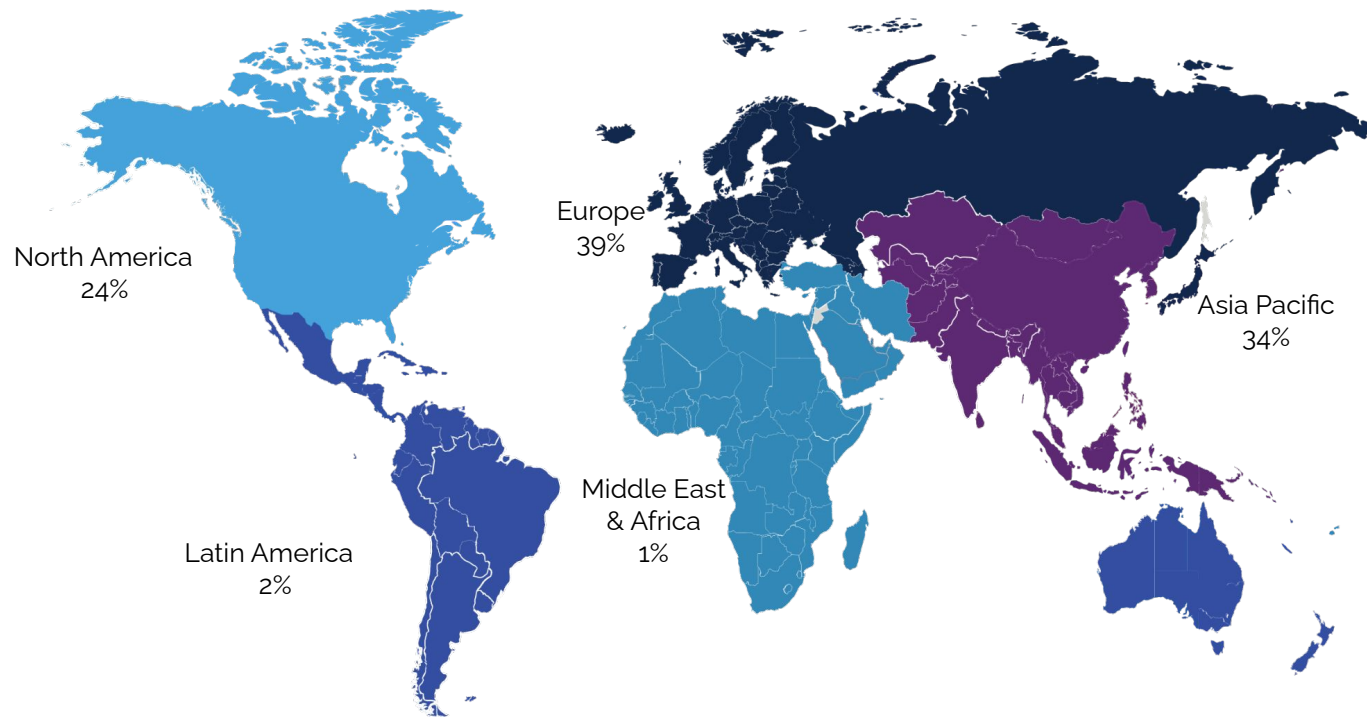 North America
24%
Europe
39%
Asia Pacific
34%
Middle East
& Africa
1%
Latin America
2%